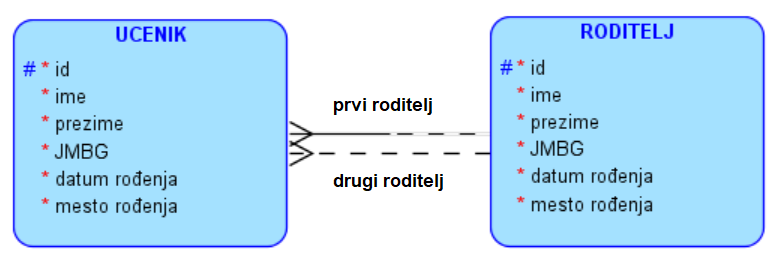 UCENIK
# * id
* ime
* prezime
* JMBG
* datum rođenja
* mesto rođenja
prvi roditelj
drugi roditelj
RODITELJ
# * id
* ime
* prezime
* JMBG
* datum rođenja
* mesto rođenja